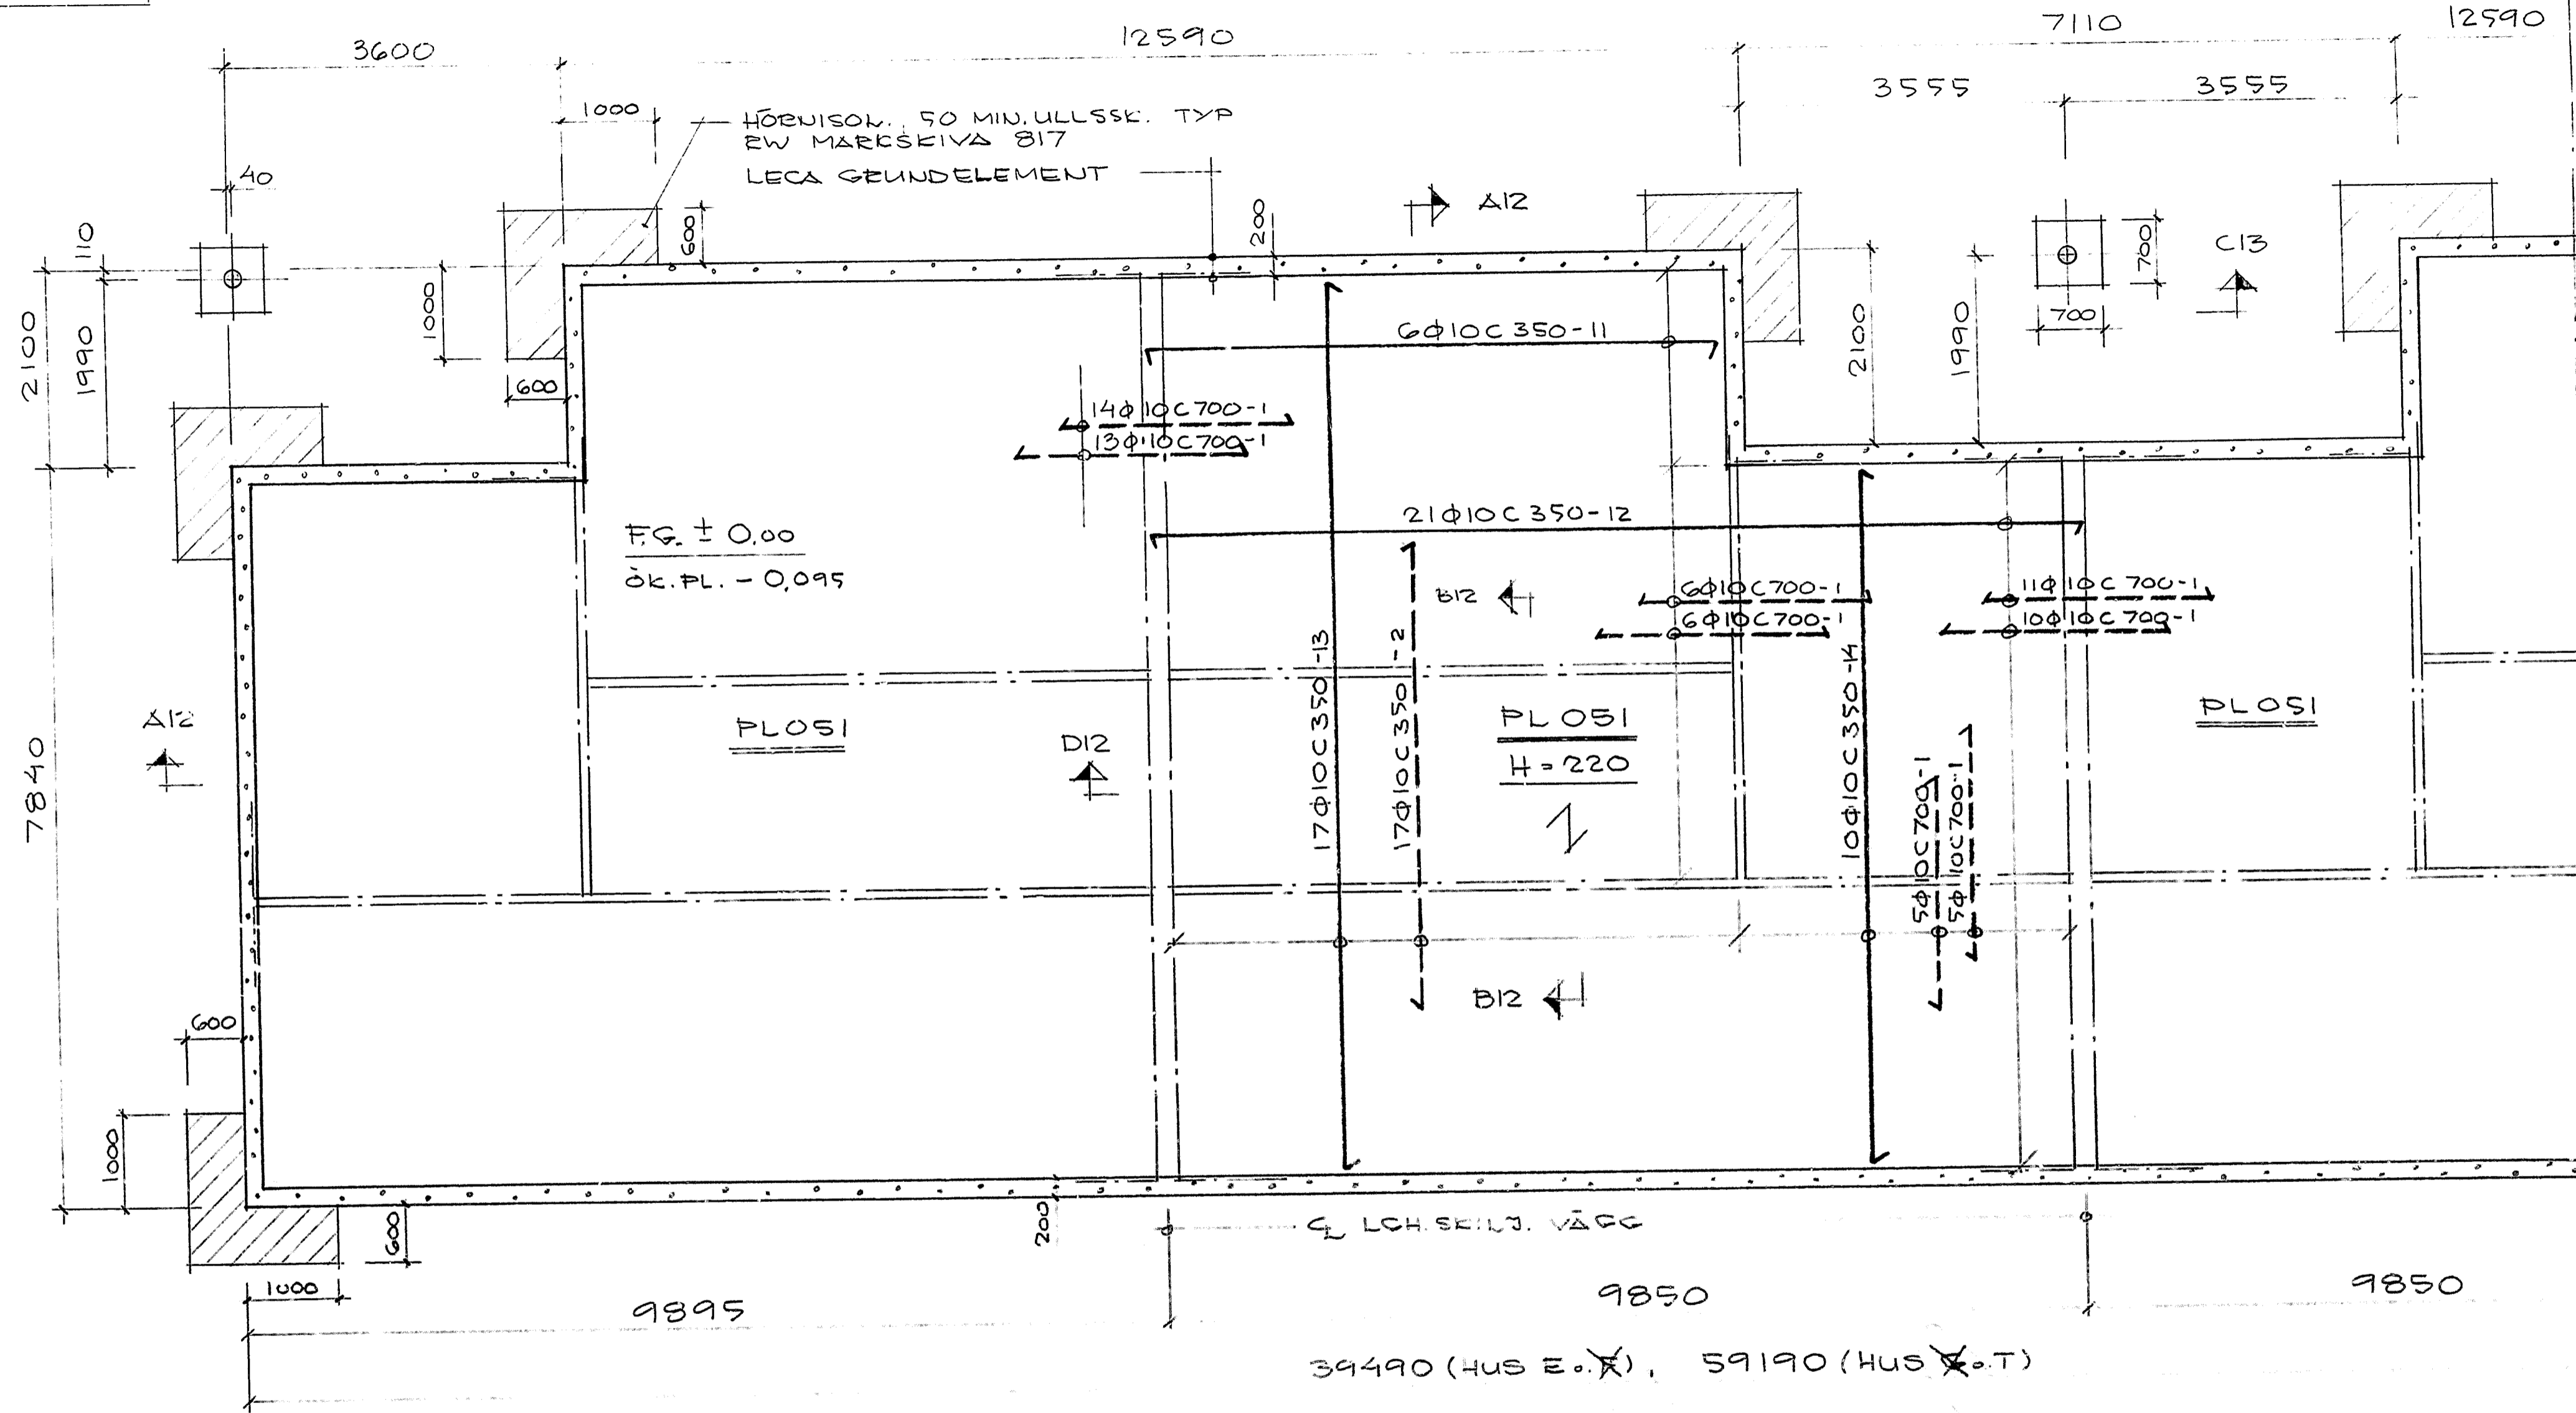 3600
12590
7110
12590
3555
3555
1000
HÖRNISOL. 50 MIN.ULLSSK. TYP
RW MARKSKIVA 817
LECA GRUNDELEMENT
40
110
600
200
A12
C13
700
700
2100
1990
1000
600
2100
1990
6Φ10C350-11
14Φ10C700-1
13Φ10C700-1
21Φ10C350-12
F.G. ± 0,00
ÖK.PL. - 0,095
B12
6Φ10C700-1
6Φ10C700-1
11Φ10C700-1
10Φ10C700-1
17Φ10C350-13
17Φ10C350-2
10Φ10C350-14
5Φ10C700-1
5Φ10C700-1
A12
PL051
D12
PL051
H=220
PL051
7840
B12
600
1000
600
1000
200
CL LGH.SKILJ. VÄGG
9895
9850
9850
39490 (HUS E.o.), 59190 (HUS o.T)